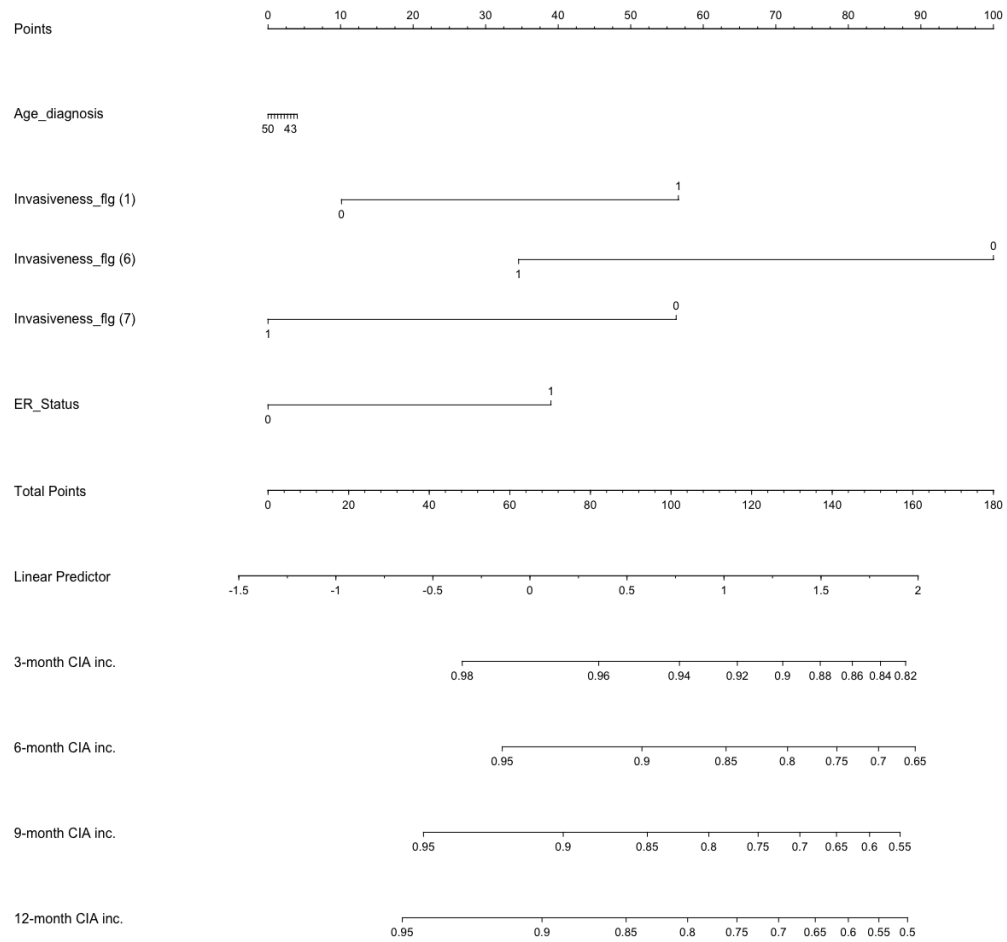 Points 0 10 20 30 40 50 60 70 80 90 100
Age_diagnosis
50 43
Invasiveness_flg (1)
1
0
Invasiveness_flg (6)
0
1
Invasiveness_flg (7)
0
1
ER_Status
1
0
Total Points
0 20 40 60 80 100 120 140 160 180
Linear Predictor
-1.5 -1 -0.5 0 0.5 1 1.5 2
3-month CIA inc.
0.98 0.96 0.94 0.92 0.9 0.88 0.86 0.84 0.82
6-month CIA inc.
0.95 0.9 0.85 0.8 0.75 0.7 0.65
9-month CIA inc.
0.95 0.9 0.85 0.8 0.75 0.7 0.65 0.6 0.55
12-month CIA inc.
0.95 0.9 0.85 0.8 0.75 0.7 0.65 0.6 0.55 0.5